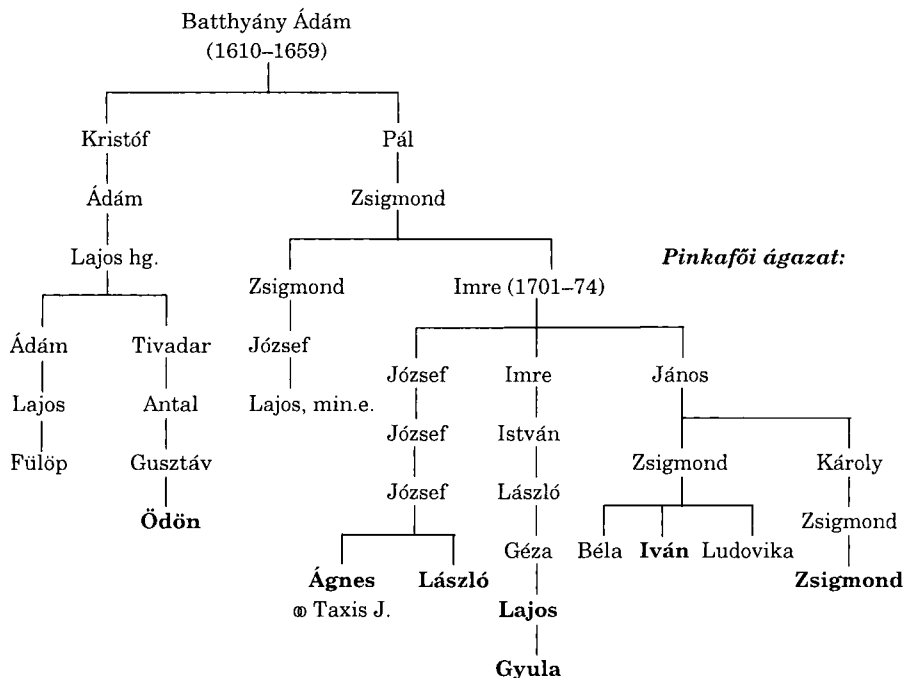 Batthyány Ádám
(1610–1659)
Kristóf Pál
Ádám Zsigmond
Lajos hg.
Pinkafői ágazat:
Zsigmond Imre (1701–74)
Ádám Tivadar József
József Imre János
Lajos Antal Lajos, min.e.
József István Zsigmond Károly
Fülöp Gusztáv
József László Zsigmond
Ödön
Géza Béla Iván Ludovika
Ágnes László Zsigmond
⚭ Taxis J. Lajos
Gyula